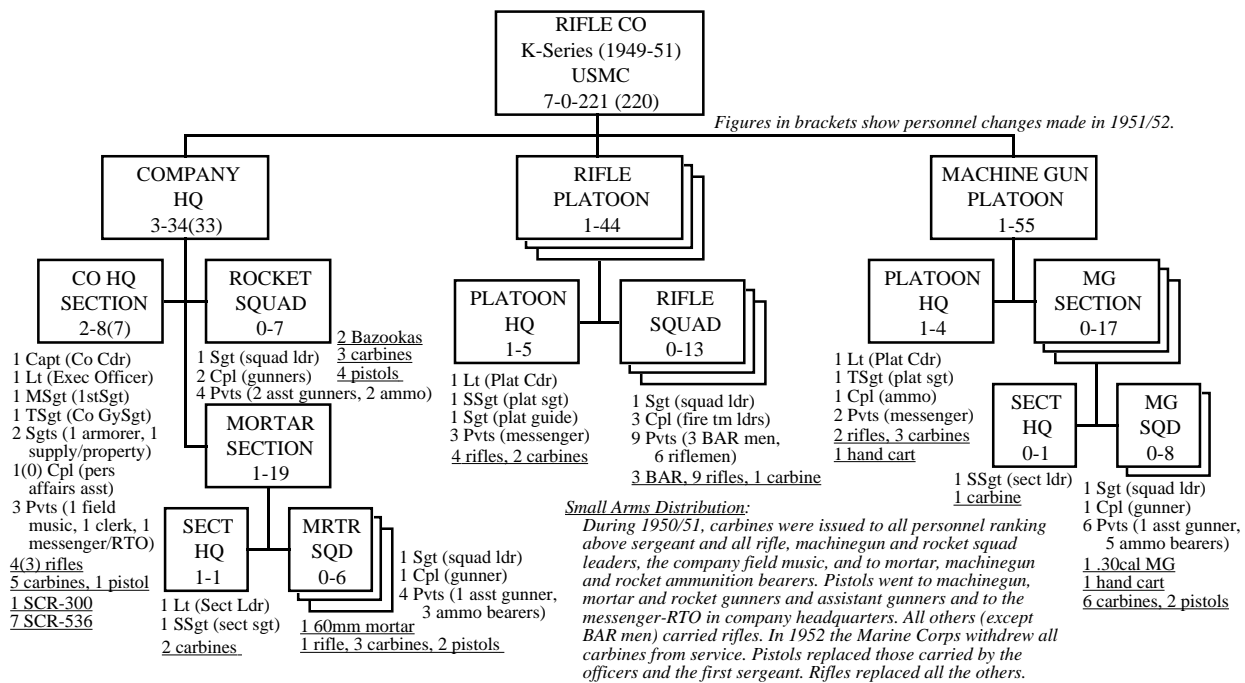 RIFLE CO
K-Series (1949-51)
USMC
7-0-221 (220)
Figures in brackets show personnel changes made in 1951/52.
COMPANY
HQ
3-34(33)
RIFLE
PLATOON
1-44
MACHINE GUN
PLATOON
1-55
CO HQ
SECTION
2-8(7)
1 Capt (Co Cdr)
1 Lt (Exec Officer)
1 MSgt (1stSgt)
1 TSgt (Co GySgt)
2 Sgts (1 armorer, 1
supply/property)
1(0) Cpl (pers
affairs asst)
3 Pvts (1 field
music, 1 clerk, 1
messenger/RTO)
4(3) rifles
5 carbines, 1 pistol
1 SCR-300
7 SCR-536
ROCKET
SQUAD
0-7
1 Sgt (squad ldr)
2 Cpl (gunners)
4 Pvts (2 asst gunners, 2 ammo)
2 Bazookas
3 carbines
4 pistols
MORTAR
SECTION
1-19
SECT
HQ
1-1
1 Lt (Sect Ldr)
1 SSgt (sect sgt)
2 carbines
MRTR
SQD
0-6
1 Sgt (squad ldr)
1 Cpl (gunner)
4 Pvts (1 asst gunner,
3 ammo bearers)
1 60mm mortar
1 rifle, 3 carbines, 2 pistols
PLATOON
HQ
1-5
1 Lt (Plat Cdr)
1 SSgt (plat sgt)
1 Sgt (plat guide)
3 Pvts (messenger)
4 rifles, 2 carbines
RIFLE
SQUAD
0-13
1 Sgt (squad ldr)
3 Cpl (fire tm ldrs)
9 Pvts (3 BAR men,
6 riflemen)
3 BAR, 9 rifles, 1 carbine
PLATOON
HQ
1-4
1 Lt (Plat Cdr)
1 TSgt (plat sgt)
1 Cpl (ammo)
2 Pvts (messenger)
2 rifles, 3 carbines
1 hand cart
MG
SECTION
0-17
SECT
HQ
0-1
1 SSgt (sect ldr)
1 carbine
MG
SQD
0-8
1 Sgt (squad ldr)
1 Cpl (gunner)
6 Pvts (1 asst gunner,
5 ammo bearers)
1 .30cal MG
1 hand cart
6 carbines, 2 pistols
Small Arms Distribution:
During 1950/51, carbines were issued to all personnel ranking
above sergeant and all rifle, machinegun and rocket squad
leaders, the company field music, and to mortar, machinegun
and rocket ammunition bearers. Pistols went to machinegun,
mortar and rocket gunners and assistant gunners and to the
messenger-RTO in company headquarters. All others (except
BAR men) carried rifles. In 1952 the Marine Corps withdrew all
carbines from service. Pistols replaced those carried by the
officers and the first sergeant. Rifles replaced all the others.